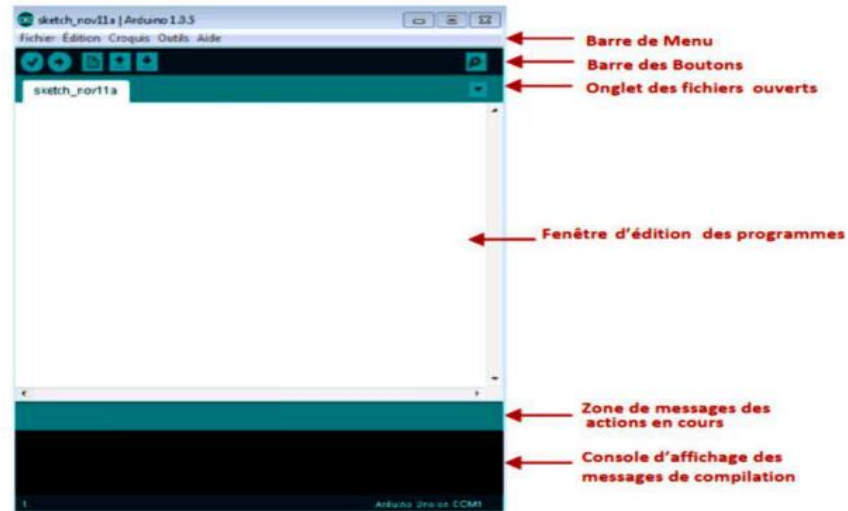 sketch_nov11a | Arduino 1.0.5
Fichier Édition Croquis Outils Aide
Barre de Menu
Barre des Boutons
sketch_nov11a
Onglet des fichiers ouverts
Fenêtre d'édition des programmes
Zone de messages des
actions en cours
Console d'affichage des
messages de compilation
1
Arduino Uno on COM1